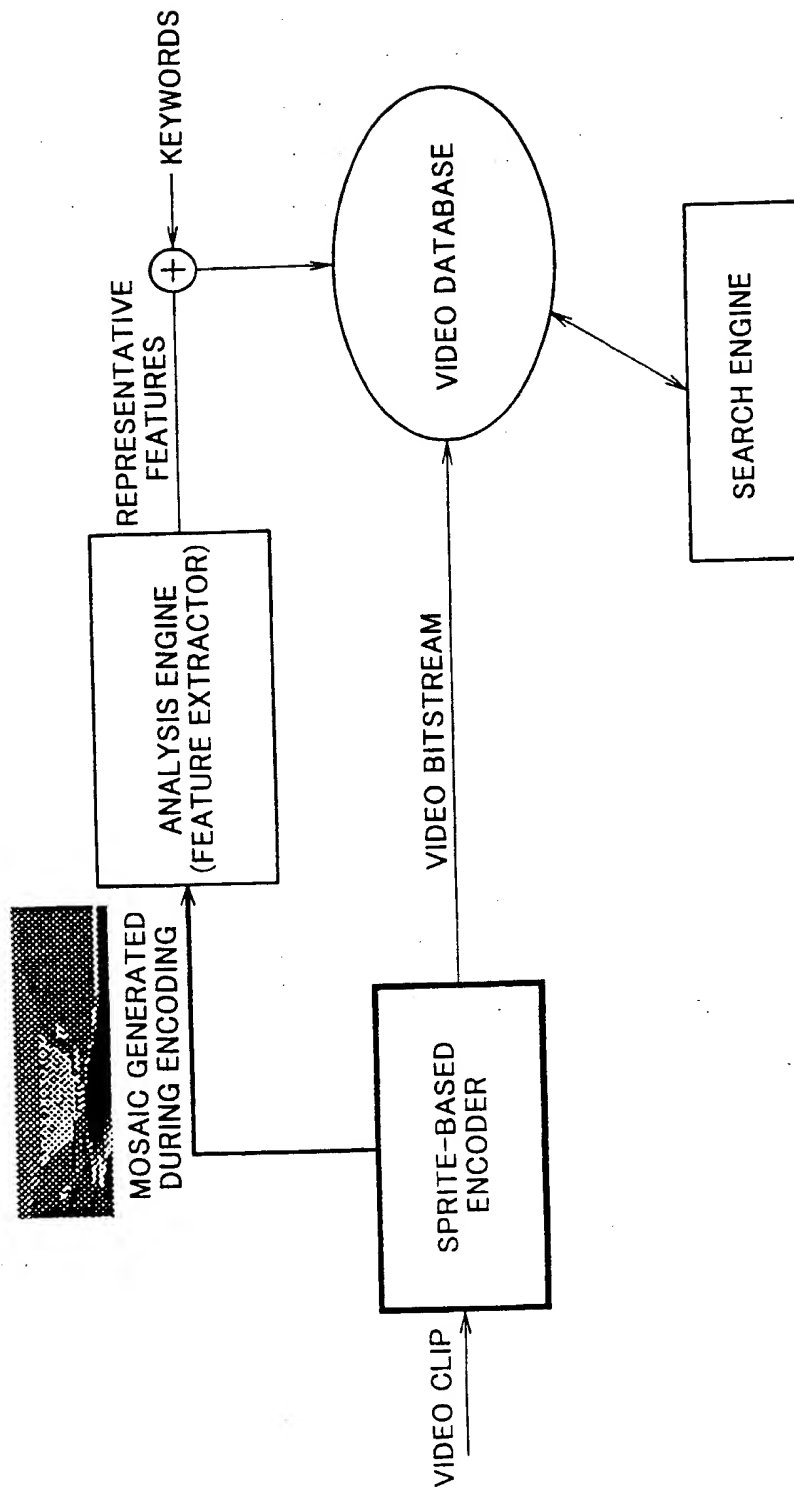 VIDEO CLIP
SPRITE-BASED
ENCODER
MOSAIC GENERATED
DURING ENCODING
ANALYSIS ENGINE
(FEATURE EXTRACTOR)
REPRESENTATIVE
FEATURES
+
KEYWORDS
VIDEO BITSTREAM
VIDEO DATABASE
SEARCH ENGINE